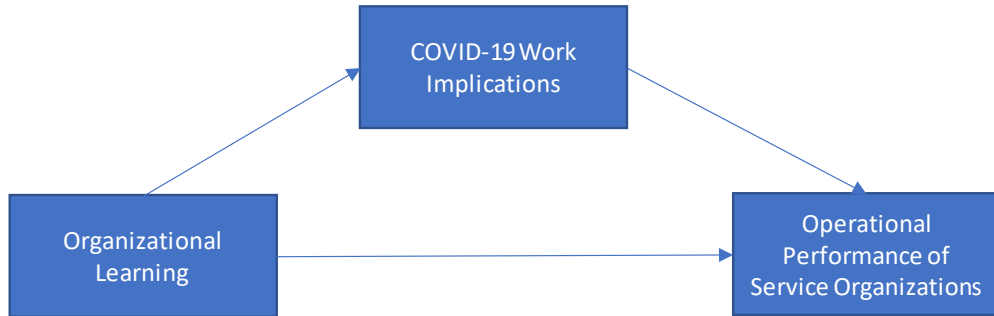 COVID-19 Work
Implications
Organizational
Learning
Operational
Performance of
Service Organizations